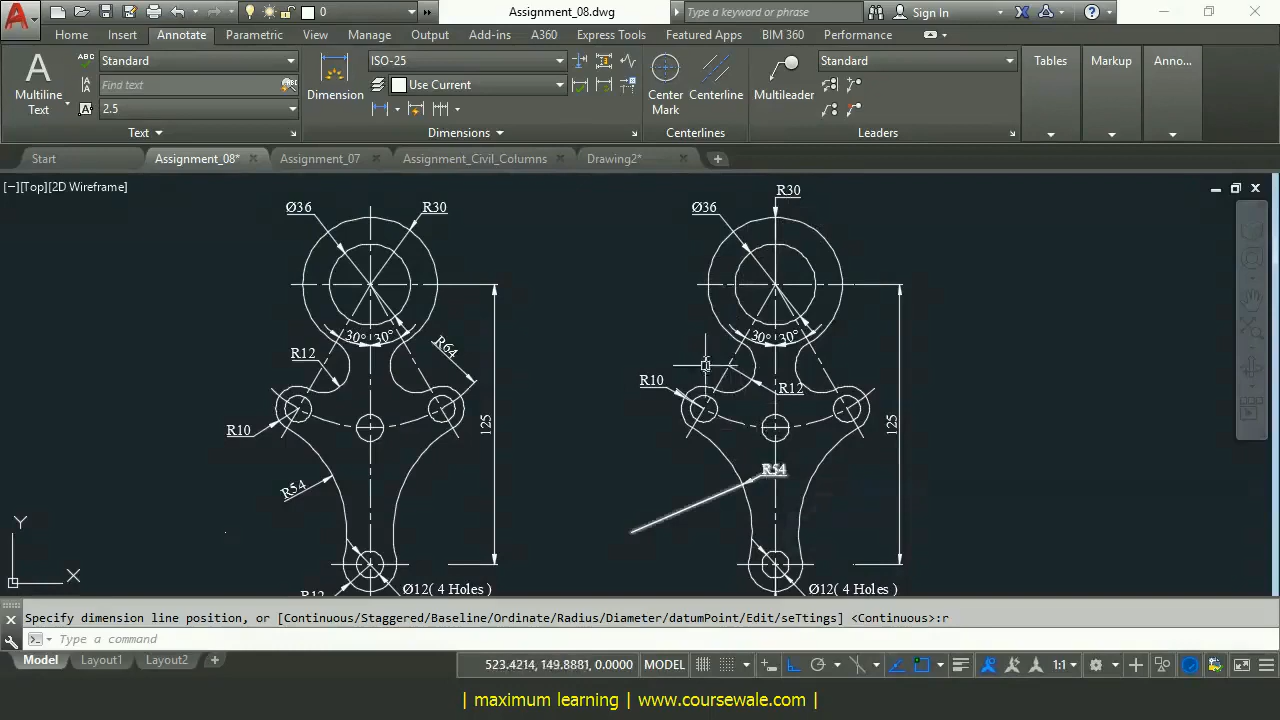 A
0
Assignment_08.dwg
Type a keyword or phrase
Sign In
Home Insert Annotate Parametric View Manage Output Add-ins A360 Express Tools Featured Apps BIM 360 Performance
A
Multiline
Text
ABC
Standard
Find text
2.5
Text
Dimension
ISO-25
Use Current
Dimensions
Center
Mark
Centerline
Centerlines
Multileader
Standard
Leaders
Tables
Markup
Anno...
Start Assignment_08* Assignment_07 Assignment_Civil_Columns Drawing2*
[−][Top][2D Wireframe]
Ø36
R30
30° 30°
R64
R12
R10
125
R54
Ø12( 4 Holes )
R12
R30
Ø36
30° 30°
R10
R12
125
R54
Ø12( 4 Holes )
Y
X
Specify dimension line position, or [Continuous/Staggered/Baseline/Ordinate/Radius/Diameter/datumPoint/Edit/seTtings] <Continuous>:r
Type a command
Model Layout1 Layout2
523.4214, 149.8881, 0.0000 MODEL 1:1
| maximum learning | www.coursewale.com |